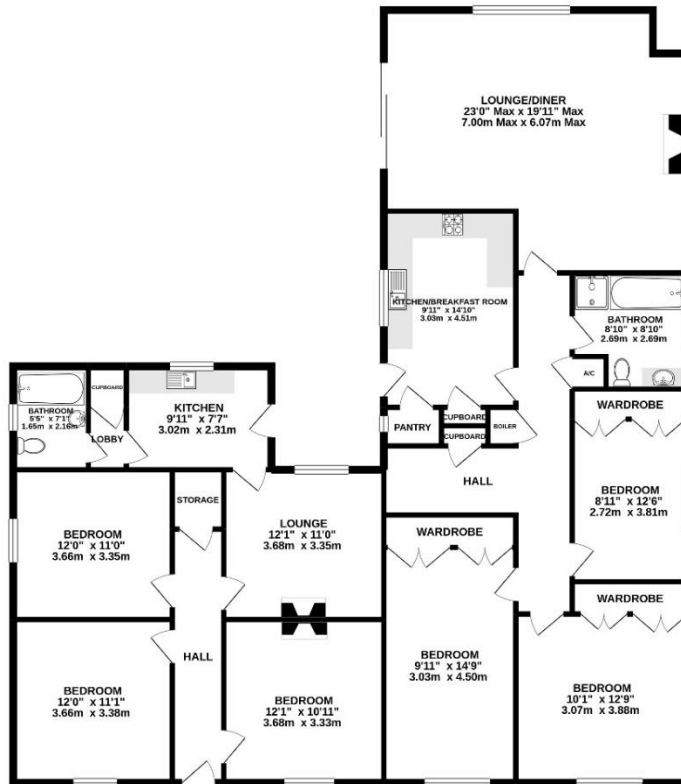 LOUNGE/DINER
23'0" Max x 19'11" Max
7.00m Max x 6.07m Max
KITCHEN/BREAKFAST ROOM
9'11" x 14'10"
3.03m x 4.51m
BATHROOM
8'10" x 8'10"
2.69m x 2.69m
A/C
WARDROBE
PANTRY
CUPBOARD
CUPBOARD
BOILER
HALL
BEDROOM
8'11" x 12'6"
2.72m x 3.81m
WARDROBE
WARDROBE
BEDROOM
9'11" x 14'9"
3.03m x 4.50m
BEDROOM
10'1" x 12'9"
3.07m x 3.88m
BATHROOM
5'5" x 7'1"
1.65m x 2.16m
CUPBOARD
LOBBY
KITCHEN
9'11" x 7'7"
3.02m x 2.31m
STORAGE
LOUNGE
12'1" x 11'0"
3.68m x 3.35m
BEDROOM
12'0" x 11'0"
3.66m x 3.35m
HALL
BEDROOM
12'0" x 11'1"
3.66m x 3.38m
BEDROOM
12'1" x 10'11"
3.68m x 3.33m